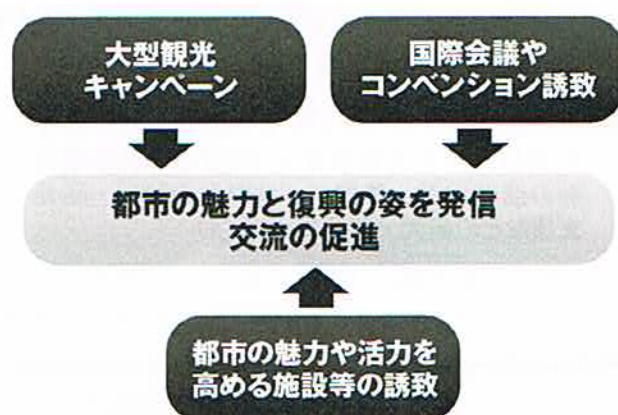 大型観光
キャンペーン
国際会議や
コンベンション誘致
都市の魅力と復興の姿を発信
交流の促進
都市の魅力や活力を
高める施設等の誘致